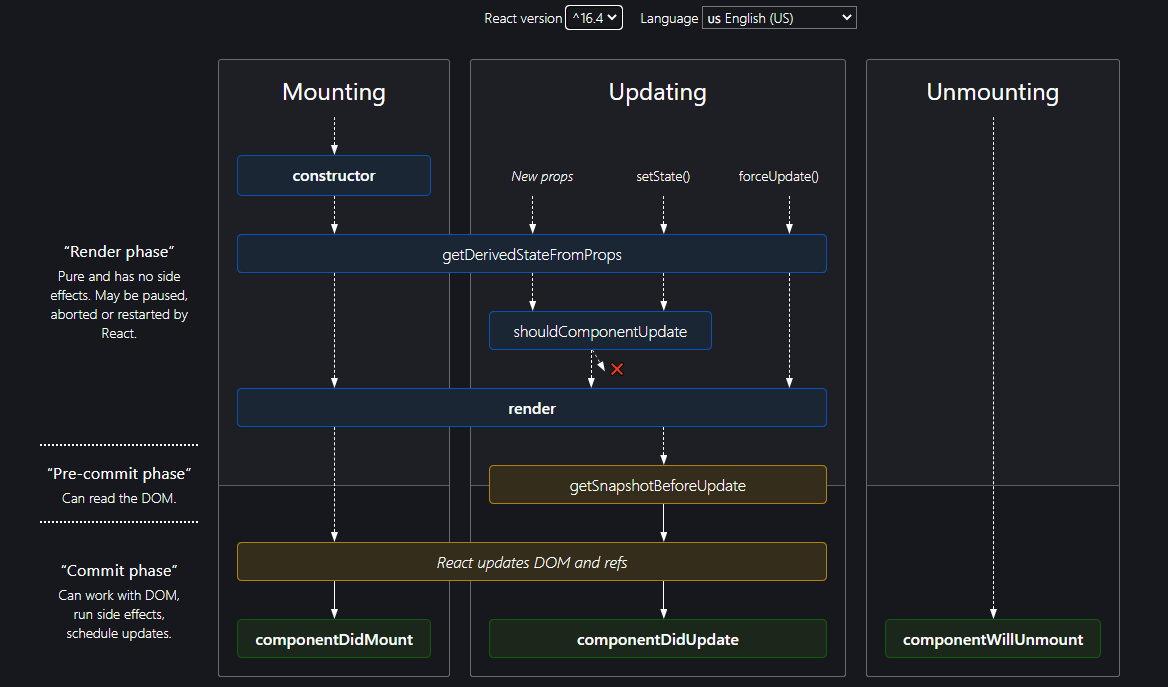 React version ^16.4 Language us English (US)
Mounting
Updating
Unmounting
constructor
New props
setState()
forceUpdate()
“Render phase”
Pure and has no side
effects. May be paused,
aborted or restarted by
React.
getDerivedStateFromProps
shouldComponentUpdate
render
“Pre-commit phase”
Can read the DOM.
getSnapshotBeforeUpdate
“Commit phase”
Can work with DOM,
run side effects,
schedule updates.
React updates DOM and refs
componentDidMount
componentDidUpdate
componentWillUnmount